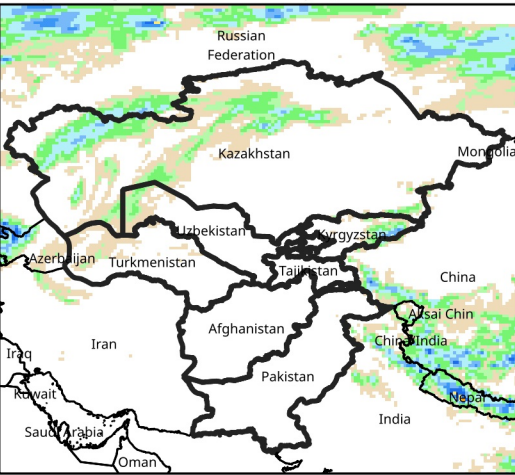 Russian
Federation
Kazakhstan
Mongolia
Uzbekistan
Kyrgyzstan
Azerbaijan
Turkmenistan
Tajikistan
China
Aksai Chin
Afghanistan
China/India
Iran
Iraq
Pakistan
Kuwait
Nepal
India
Saudi Arabia
Oman